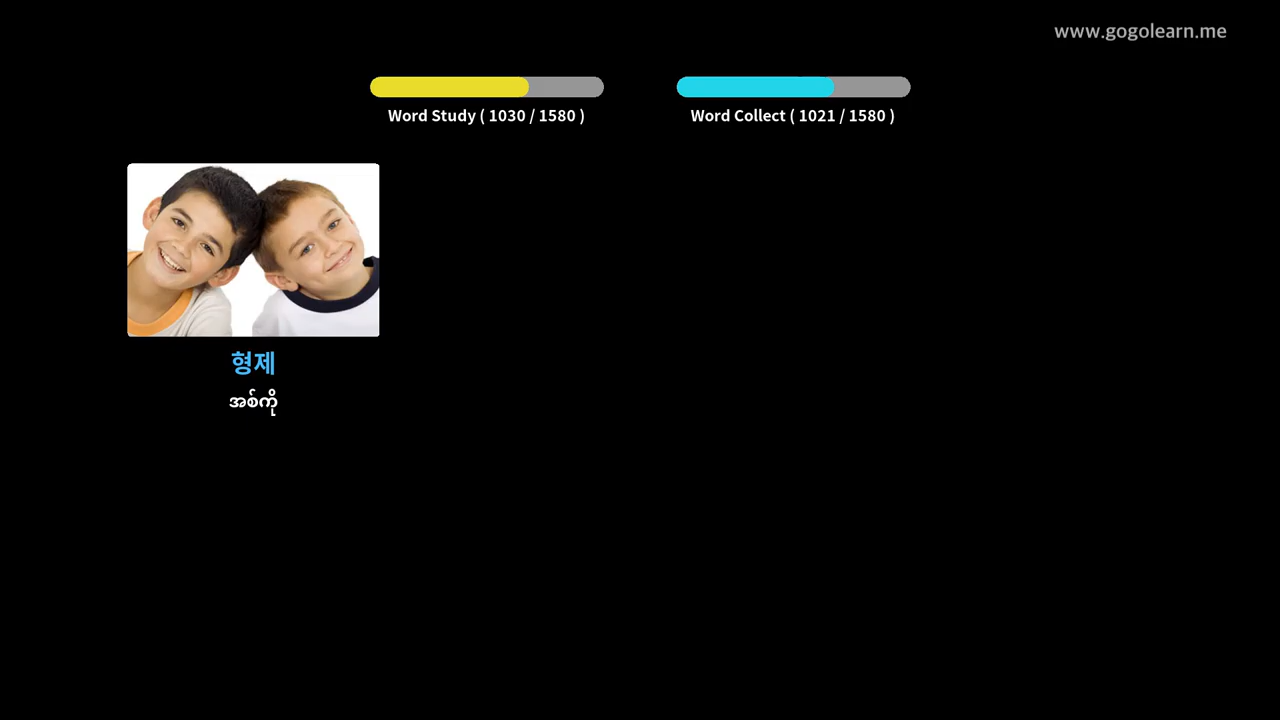 www.gogolearn.me
Word Study ( 1030 / 1580 )
Word Collect ( 1021 / 1580 )
형제
အစ်ကို